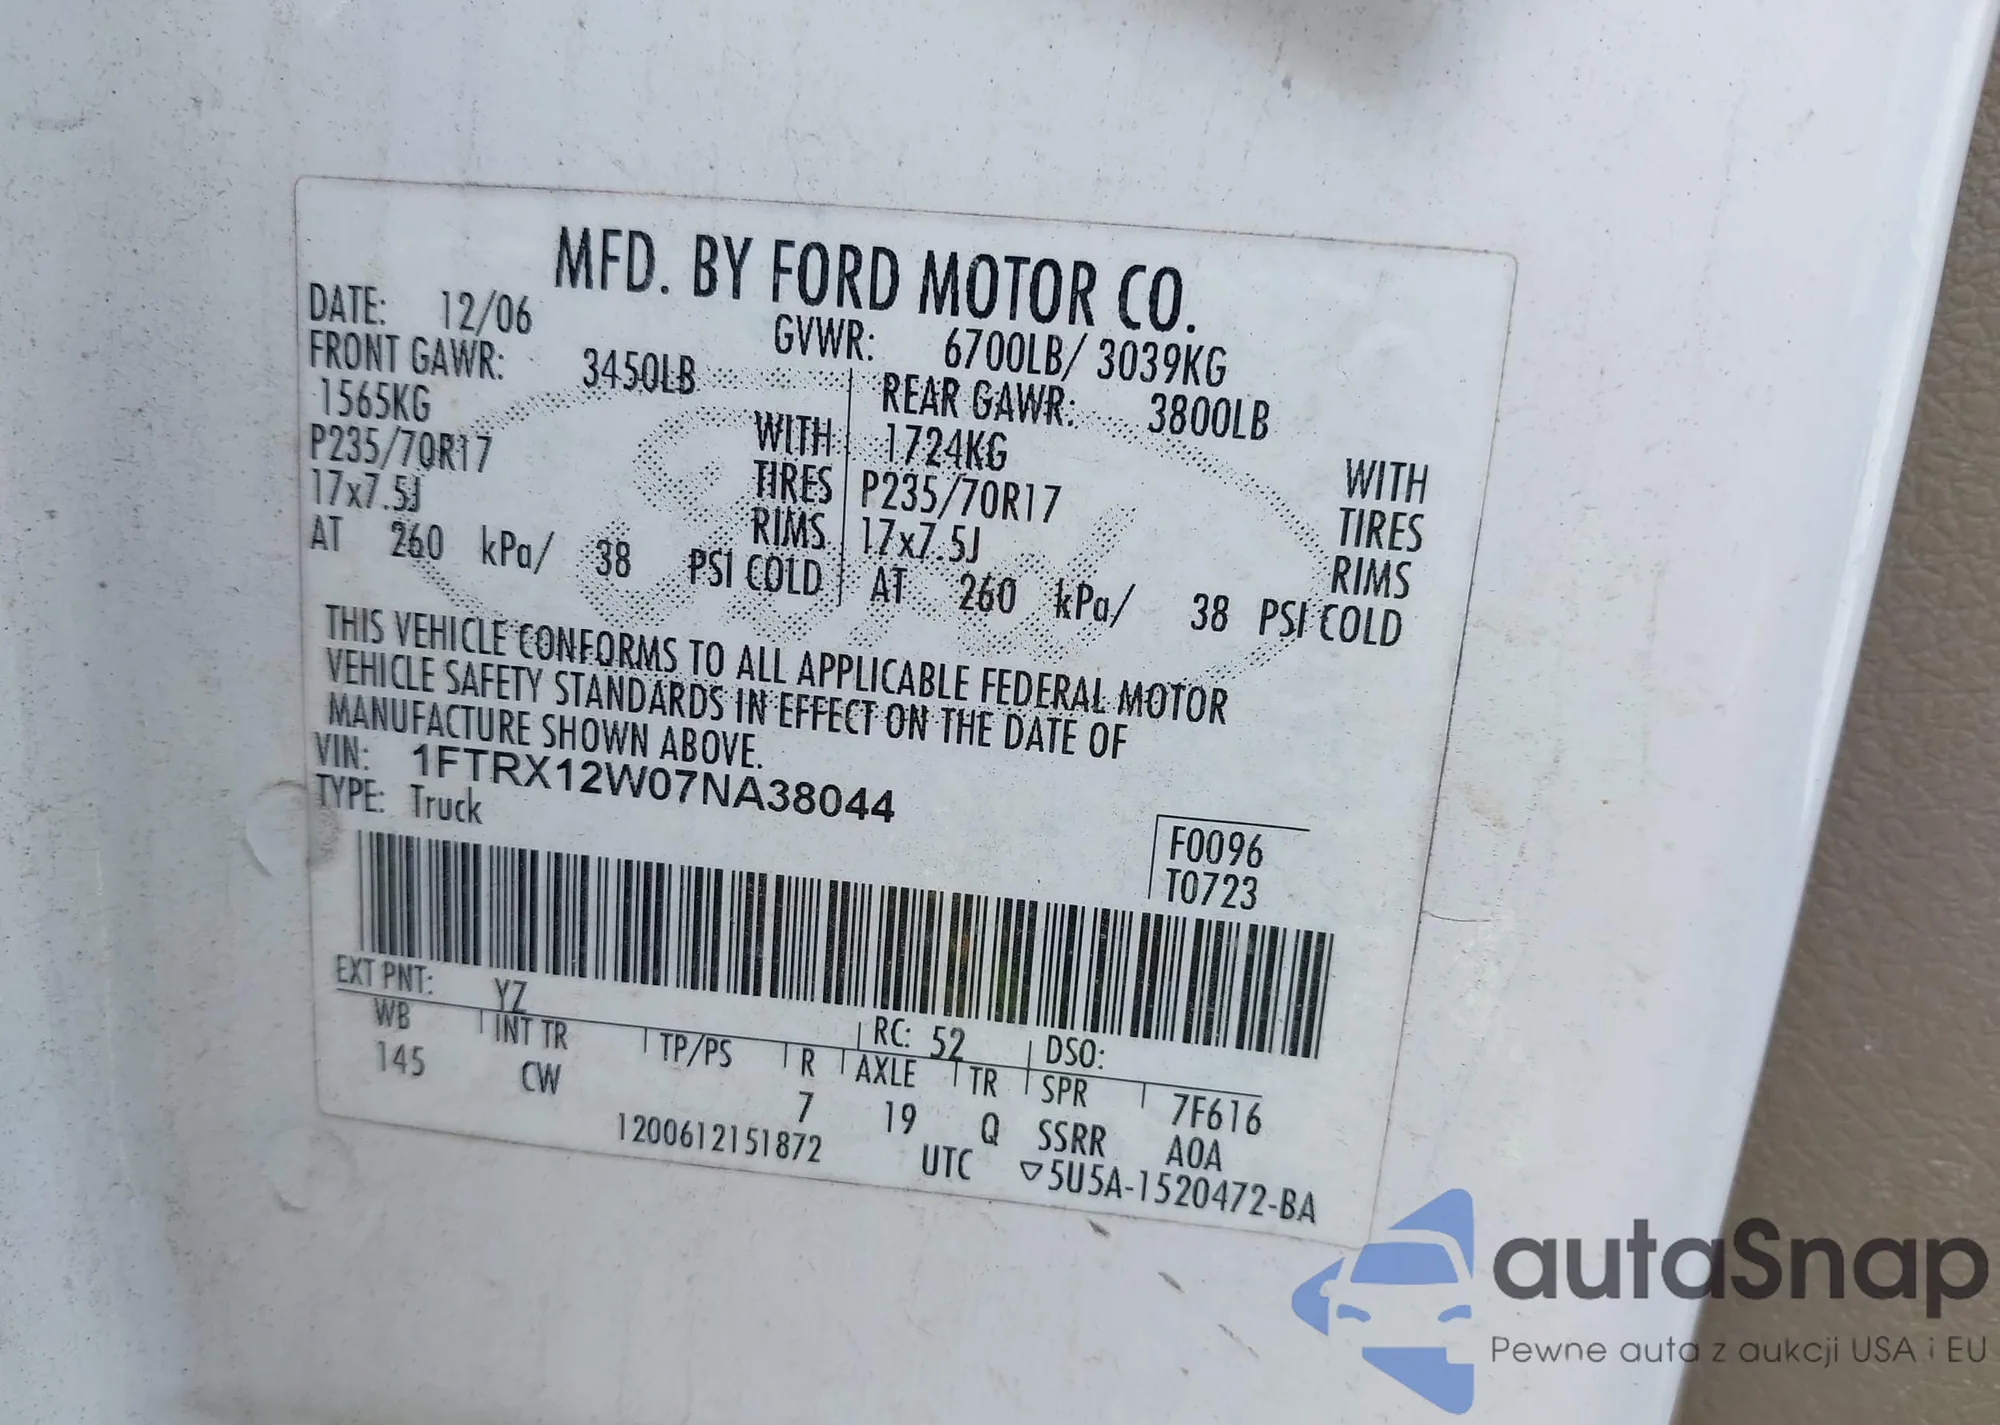 MFD. BY FORD MOTOR CO.
DATE: 12/06 GVWR: 6700LB/ 3039KG
FRONT GAWR: 3450LB REAR GAWR: 3800LB
1565KG WITH 1724KG WITH
P235/70R17 TIRES P235/70R17 TIRES
17x7.5J RIMS 17x7.5J RIMS
AT 260 kPa/ 38 PSI COLD AT 260 kPa/ 38 PSI COLD
THIS VEHICLE CONFORMS TO ALL APPLICABLE FEDERAL MOTOR
VEHICLE SAFETY STANDARDS IN EFFECT ON THE DATE OF
MANUFACTURE SHOWN ABOVE.
VIN: 1FTRX12W07NA38044
TYPE: Truck
F0096
T0723
EXT PNT: YZ RC: 52 DSO:
WB INT TR TP/PS R AXLE TR SPR 7F616
145 CW 7 19 Q SSRR AOA
1200612151872 UTC ▽5U5A-1520472-BA
autaSnap
Pewne auta z aukcji USA i EU